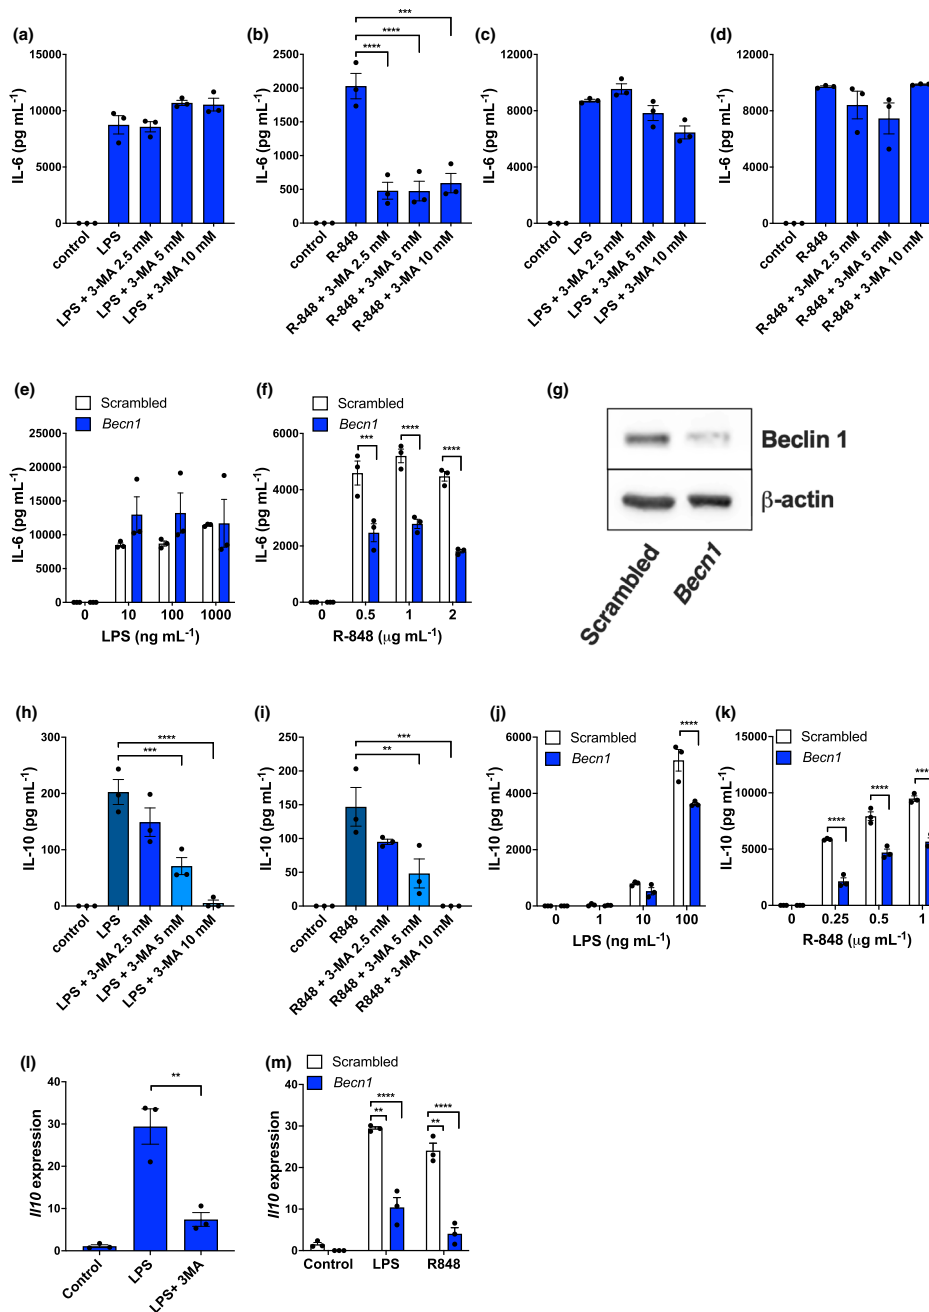 (a)
IL-6 (pg mL-1)
15000
10000
5000
0
control
LPS
LPS + 3-MA 2.5 mM
LPS + 3-MA 5 mM
LPS + 3-MA 10 mM
(b)
***
****
****
IL-6 (pg mL-1)
2500
2000
1500
1000
500
0
control
R-848
R-848 + 3-MA 2.5 mM
R-848 + 3-MA 5 mM
R-848 + 3-MA 10 mM
(c)
IL-6 (pg mL-1)
12000
8000
4000
0
control
LPS
LPS + 3-MA 2.5 mM
LPS + 3-MA 5 mM
LPS + 3-MA 10 mM
(d)
IL-6 (pg mL-1)
12000
8000
4000
0
control
R-848
R-848 + 3-MA 2.5 mM
R-848 + 3-MA 5 mM
R-848 + 3-MA 10 mM
(e)
Scrambled
Becn1
IL-6 (pg mL-1)
25000
20000
15000
10000
5000
0
0 10 100 1000
LPS (ng mL-1)
(f)
Scrambled
Becn1
IL-6 (pg mL-1)
6000
4000
2000
0
*** **** ****
0 0.5 1 2
R-848 (μg mL-1)
(g)
Beclin 1
β-actin
Scrambled
Becn1
(h)
****
***
IL-10 (pg mL-1)
300
200
100
0
control
LPS
LPS + 3-MA 2.5 mM
LPS + 3-MA 5 mM
LPS + 3-MA 10 mM
(i)
***
**
IL-10 (pg mL-1)
250
200
150
100
50
0
control
R848
R848 + 3-MA 2.5 mM
R848 + 3-MA 5 mM
R848 + 3-MA 10 mM
(j)
Scrambled
Becn1
****
IL-10 (pg mL-1)
6000
4000
2000
0
0 1 10 100
LPS (ng mL-1)
(k)
Scrambled
Becn1
IL-10 (pg mL-1)
15000
10000
5000
0
**** **** ***
0 0.25 0.5 1
R-848 (μg mL-1)
(l)
**
Il10 expression
40
30
20
10
0
Control
LPS
LPS+ 3MA
(m)
Scrambled
Becn1
Il10 expression
40
30
20
10
0
**** ****
** **
Control LPS R848